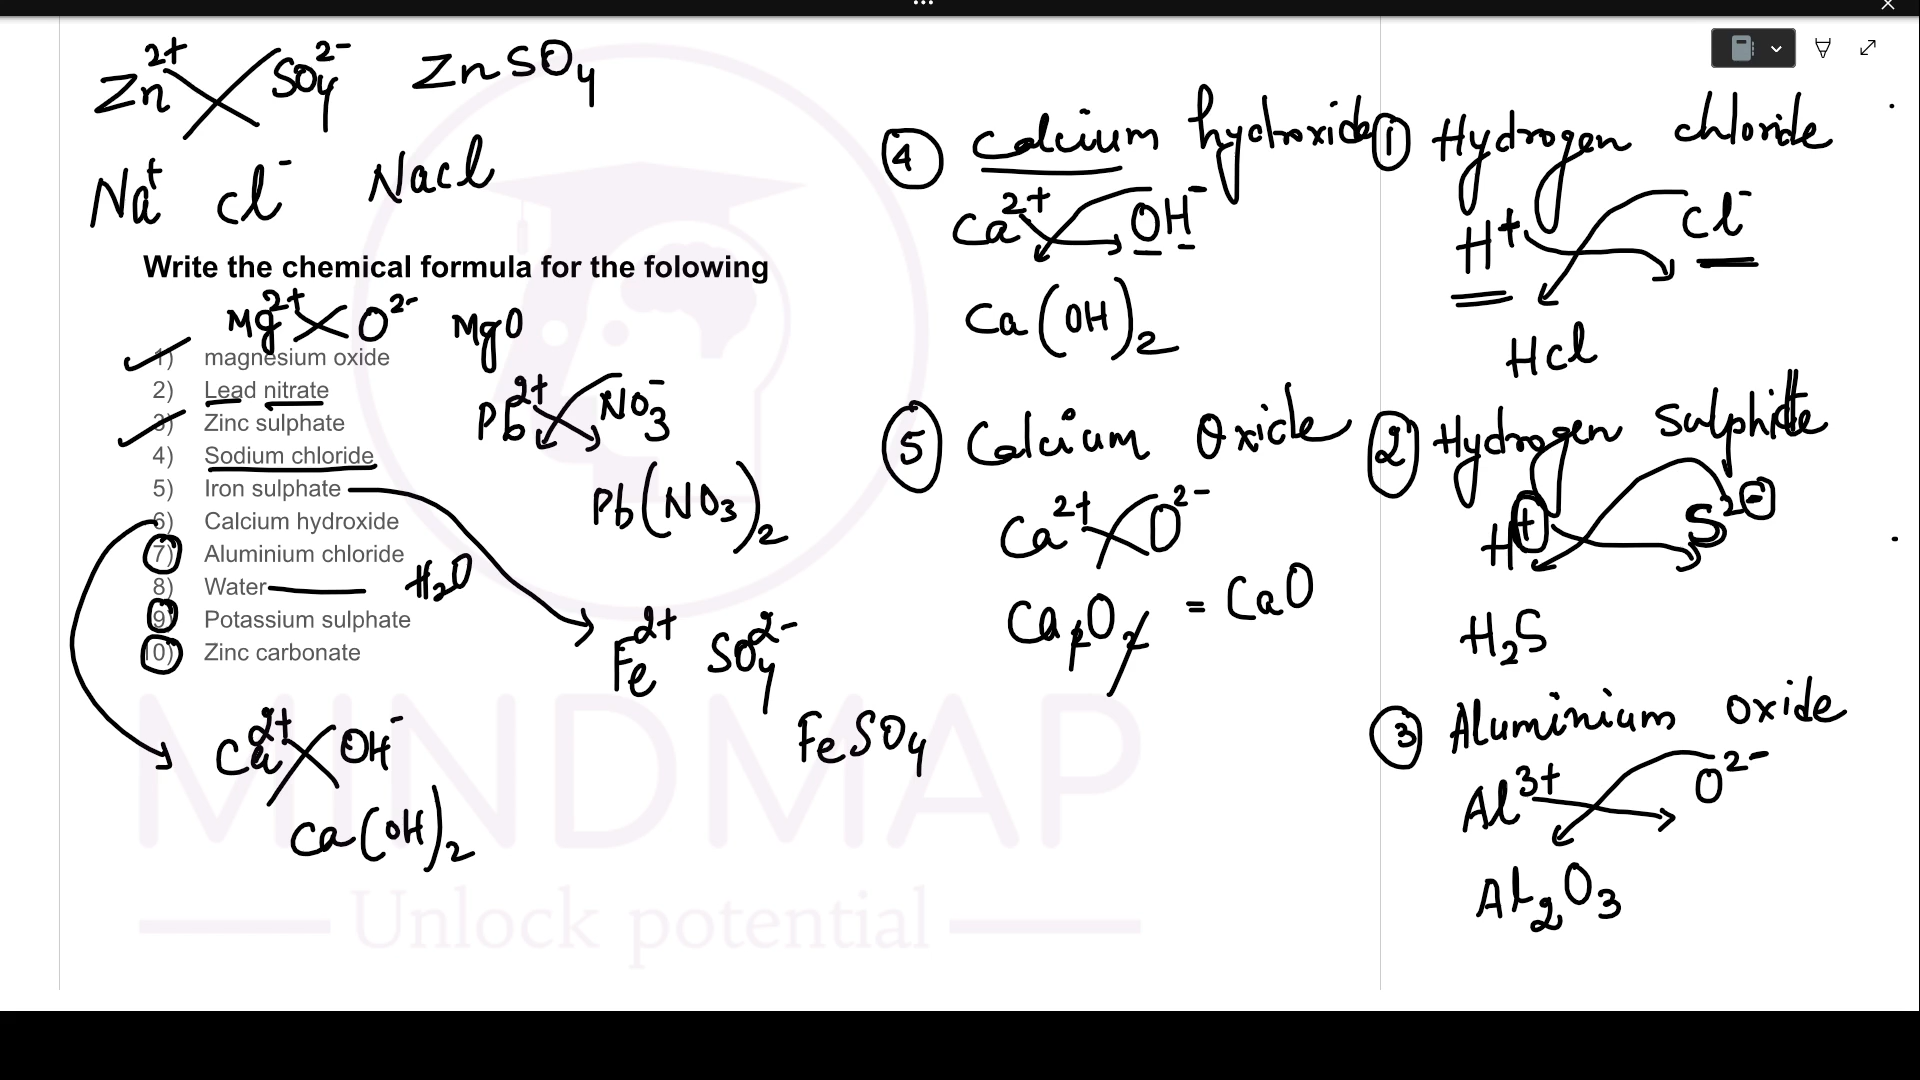 Zn2+ SO42- ZnSO4
Na+ Cl- Nacl
Write the chemical formula for the folowing
Mg2+ O2- MgO
1) magnesium oxide
2) Lead nitrate
3) Zinc sulphate
4) Sodium chloride
5) Iron sulphate
6) Calcium hydroxide
7) Aluminium chloride
8) Water H2O
9) Potassium sulphate
10) Zinc carbonate
Pb2+ NO3-
Pb(NO3)2
Fe2+ SO42-
FeSO4
Ca2+ OH-
Ca(OH)2
MINDMAP
Unlock potential
4 Calcium hydroxide
Ca2+ OH-
Ca(OH)2
5 Calcium Oxide
Ca2+ O2-
Ca2O2 = CaO
1 Hydrogen chloride
H+ Cl-
HCl
2 Hydrogen
H+ S2-
H2S
3 Aluminium oxide
Al3+ O2-
Al2O3